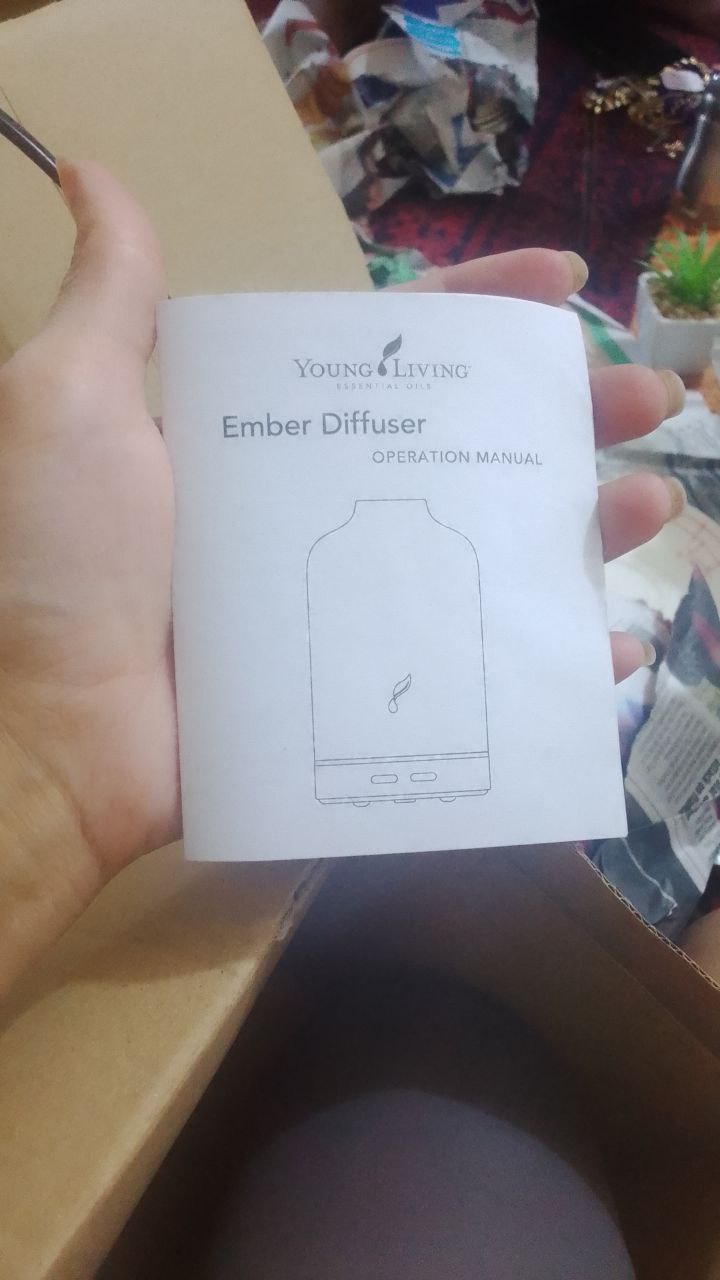 YOUNG LIVING
ESSENTIAL OILS
Ember Diffuser
OPERATION MANUAL